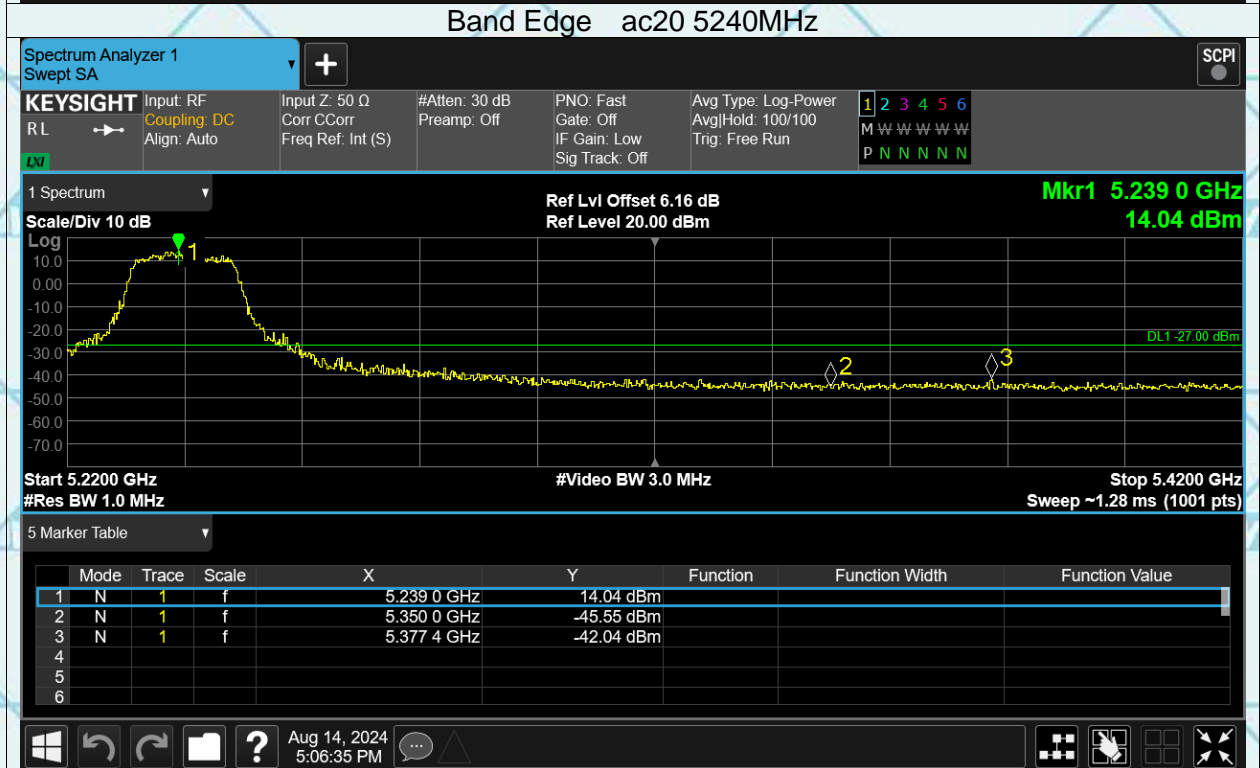 Band Edge ac20 5240MHz
Spectrum Analyzer 1
Swept SA
+
SCPI
KEYSIGHT
RL
LXI
Input: RF
Coupling: DC
Align: Auto
Input Z: 50 Ω
Corr CCorr
Freq Ref: Int (S)
#Atten: 30 dB
Preamp: Off
PNO: Fast
Gate: Off
IF Gain: Low
Sig Track: Off
Avg Type: Log-Power
Avg|Hold: 100/100
Trig: Free Run
1 2 3 4 5 6
M W W W W W
P N N N N N
1 Spectrum
Scale/Div 10 dB
Ref Lvl Offset 6.16 dB
Ref Level 20.00 dBm
Mkr1 5.239 0 GHz
14.04 dBm
Log
1
10.0
0.00
-10.0
-20.0
DL1 -27.00 dBm
-30.0
2
3
-40.0
-50.0
-60.0
-70.0
Start 5.2200 GHz
#Video BW 3.0 MHz
Stop 5.4200 GHz
#Res BW 1.0 MHz
Sweep ~1.28 ms (1001 pts)
5 Marker Table
Mode Trace Scale X Y Function Function Width Function Value
1 N 1 f 5.239 0 GHz 14.04 dBm
2 N 1 f 5.350 0 GHz -45.55 dBm
3 N 1 f 5.377 4 GHz -42.04 dBm
4
5
6
?
Aug 14, 2024
5:06:35 PM